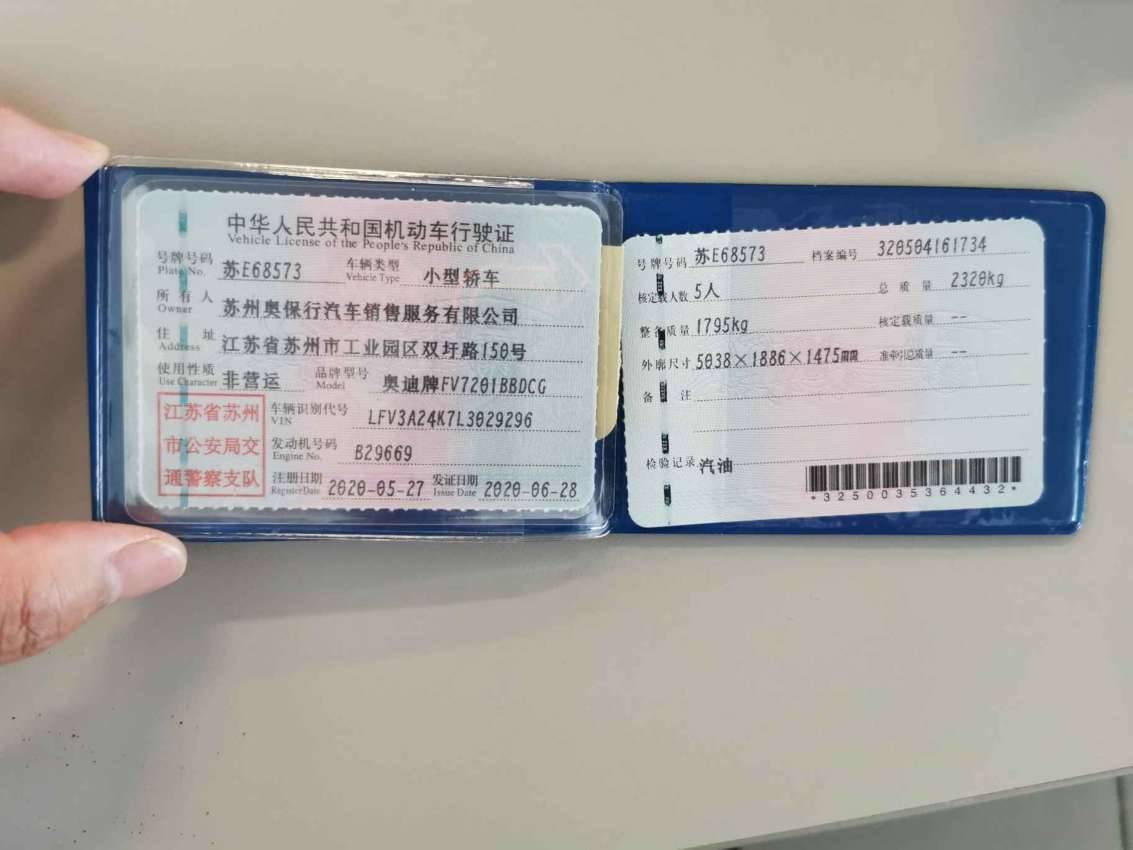 中华人民共和国机动车行驶证
Vehicle License of the People's Republic of China
号牌号码 Plate No. 苏E68573 车辆类型 Vehicle Type 小型轿车
所有人 Owner 苏州奥保行汽车销售服务有限公司
住址 Address 江苏省苏州市工业园区双圩路150号
使用性质 Use Character 非营运 品牌型号 Model 奥迪牌FV7201BBDCG
车辆识别代号 VIN LFV3A24K7L3029296
发动机号码 Engine No. B29669
注册日期 Register Date 2020-05-27 发证日期 Issue Date 2020-06-28
江苏省苏州
市公安局交
通警察支队
号牌号码 苏E68573 档案编号 320504161734
核定载人数 5人 总质量 2320kg
整备质量 1795kg 核定载质量 --
外廓尺寸 5038×1886×1475mm 准牵引总质量 --
备注
检验记录 汽油
*3250035364432*